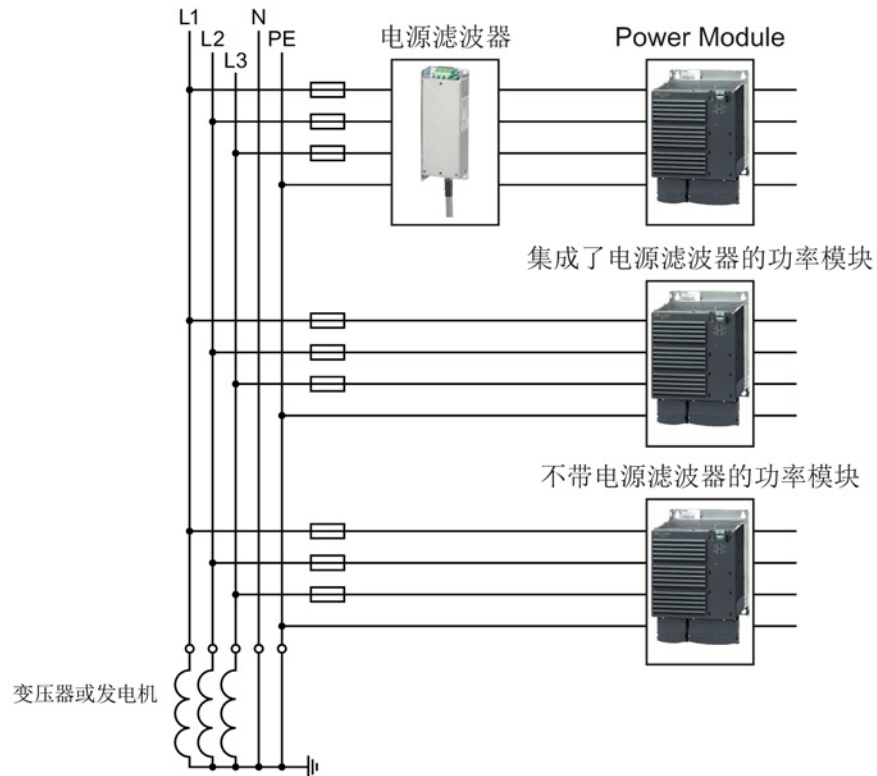 L1
N
L2
PE
L3
电源滤波器
Power Module
集成了电源滤波器的功率模块
不带电源滤波器的功率模块
变压器或发电机